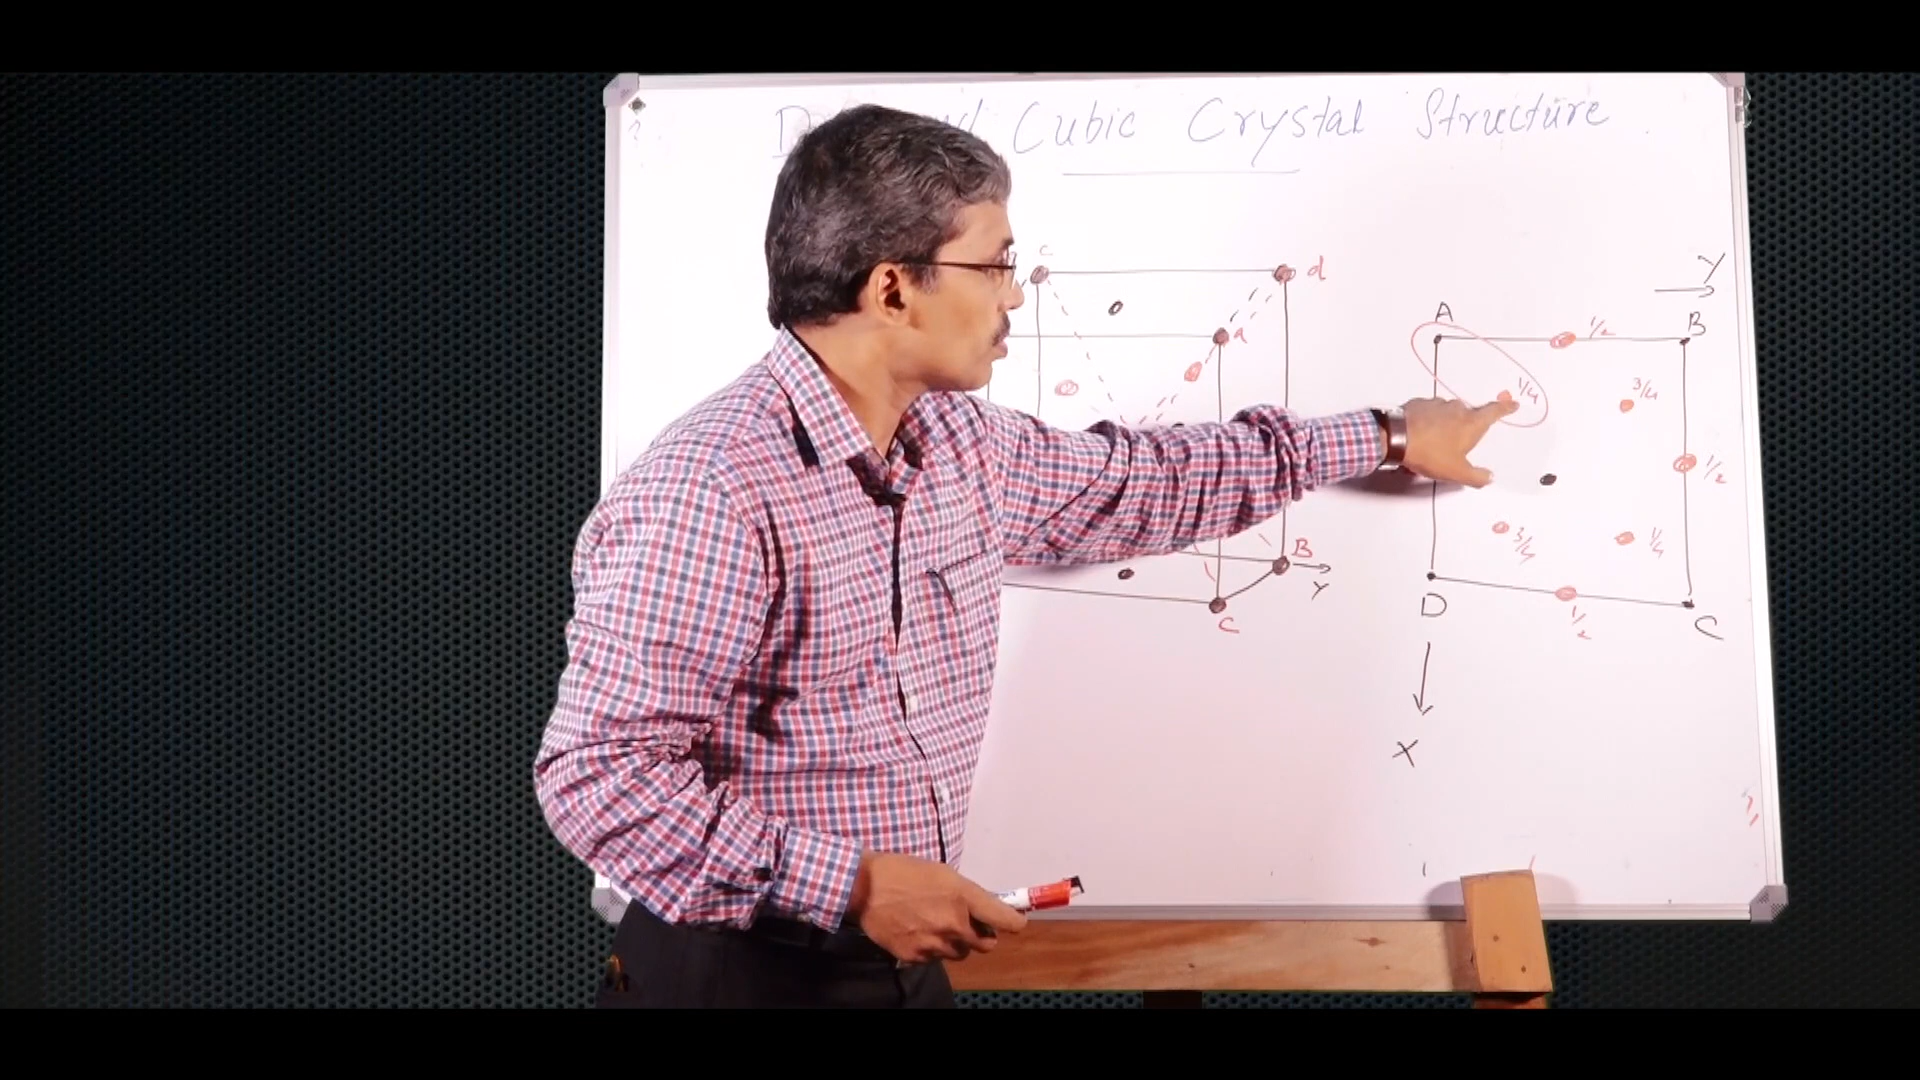 Cubic Crystal Structure
c
d
a
B
Y
C
Y
A
1/2
B
1/4
3/4
1/2
3/4
1/4
1/2
D
C
X